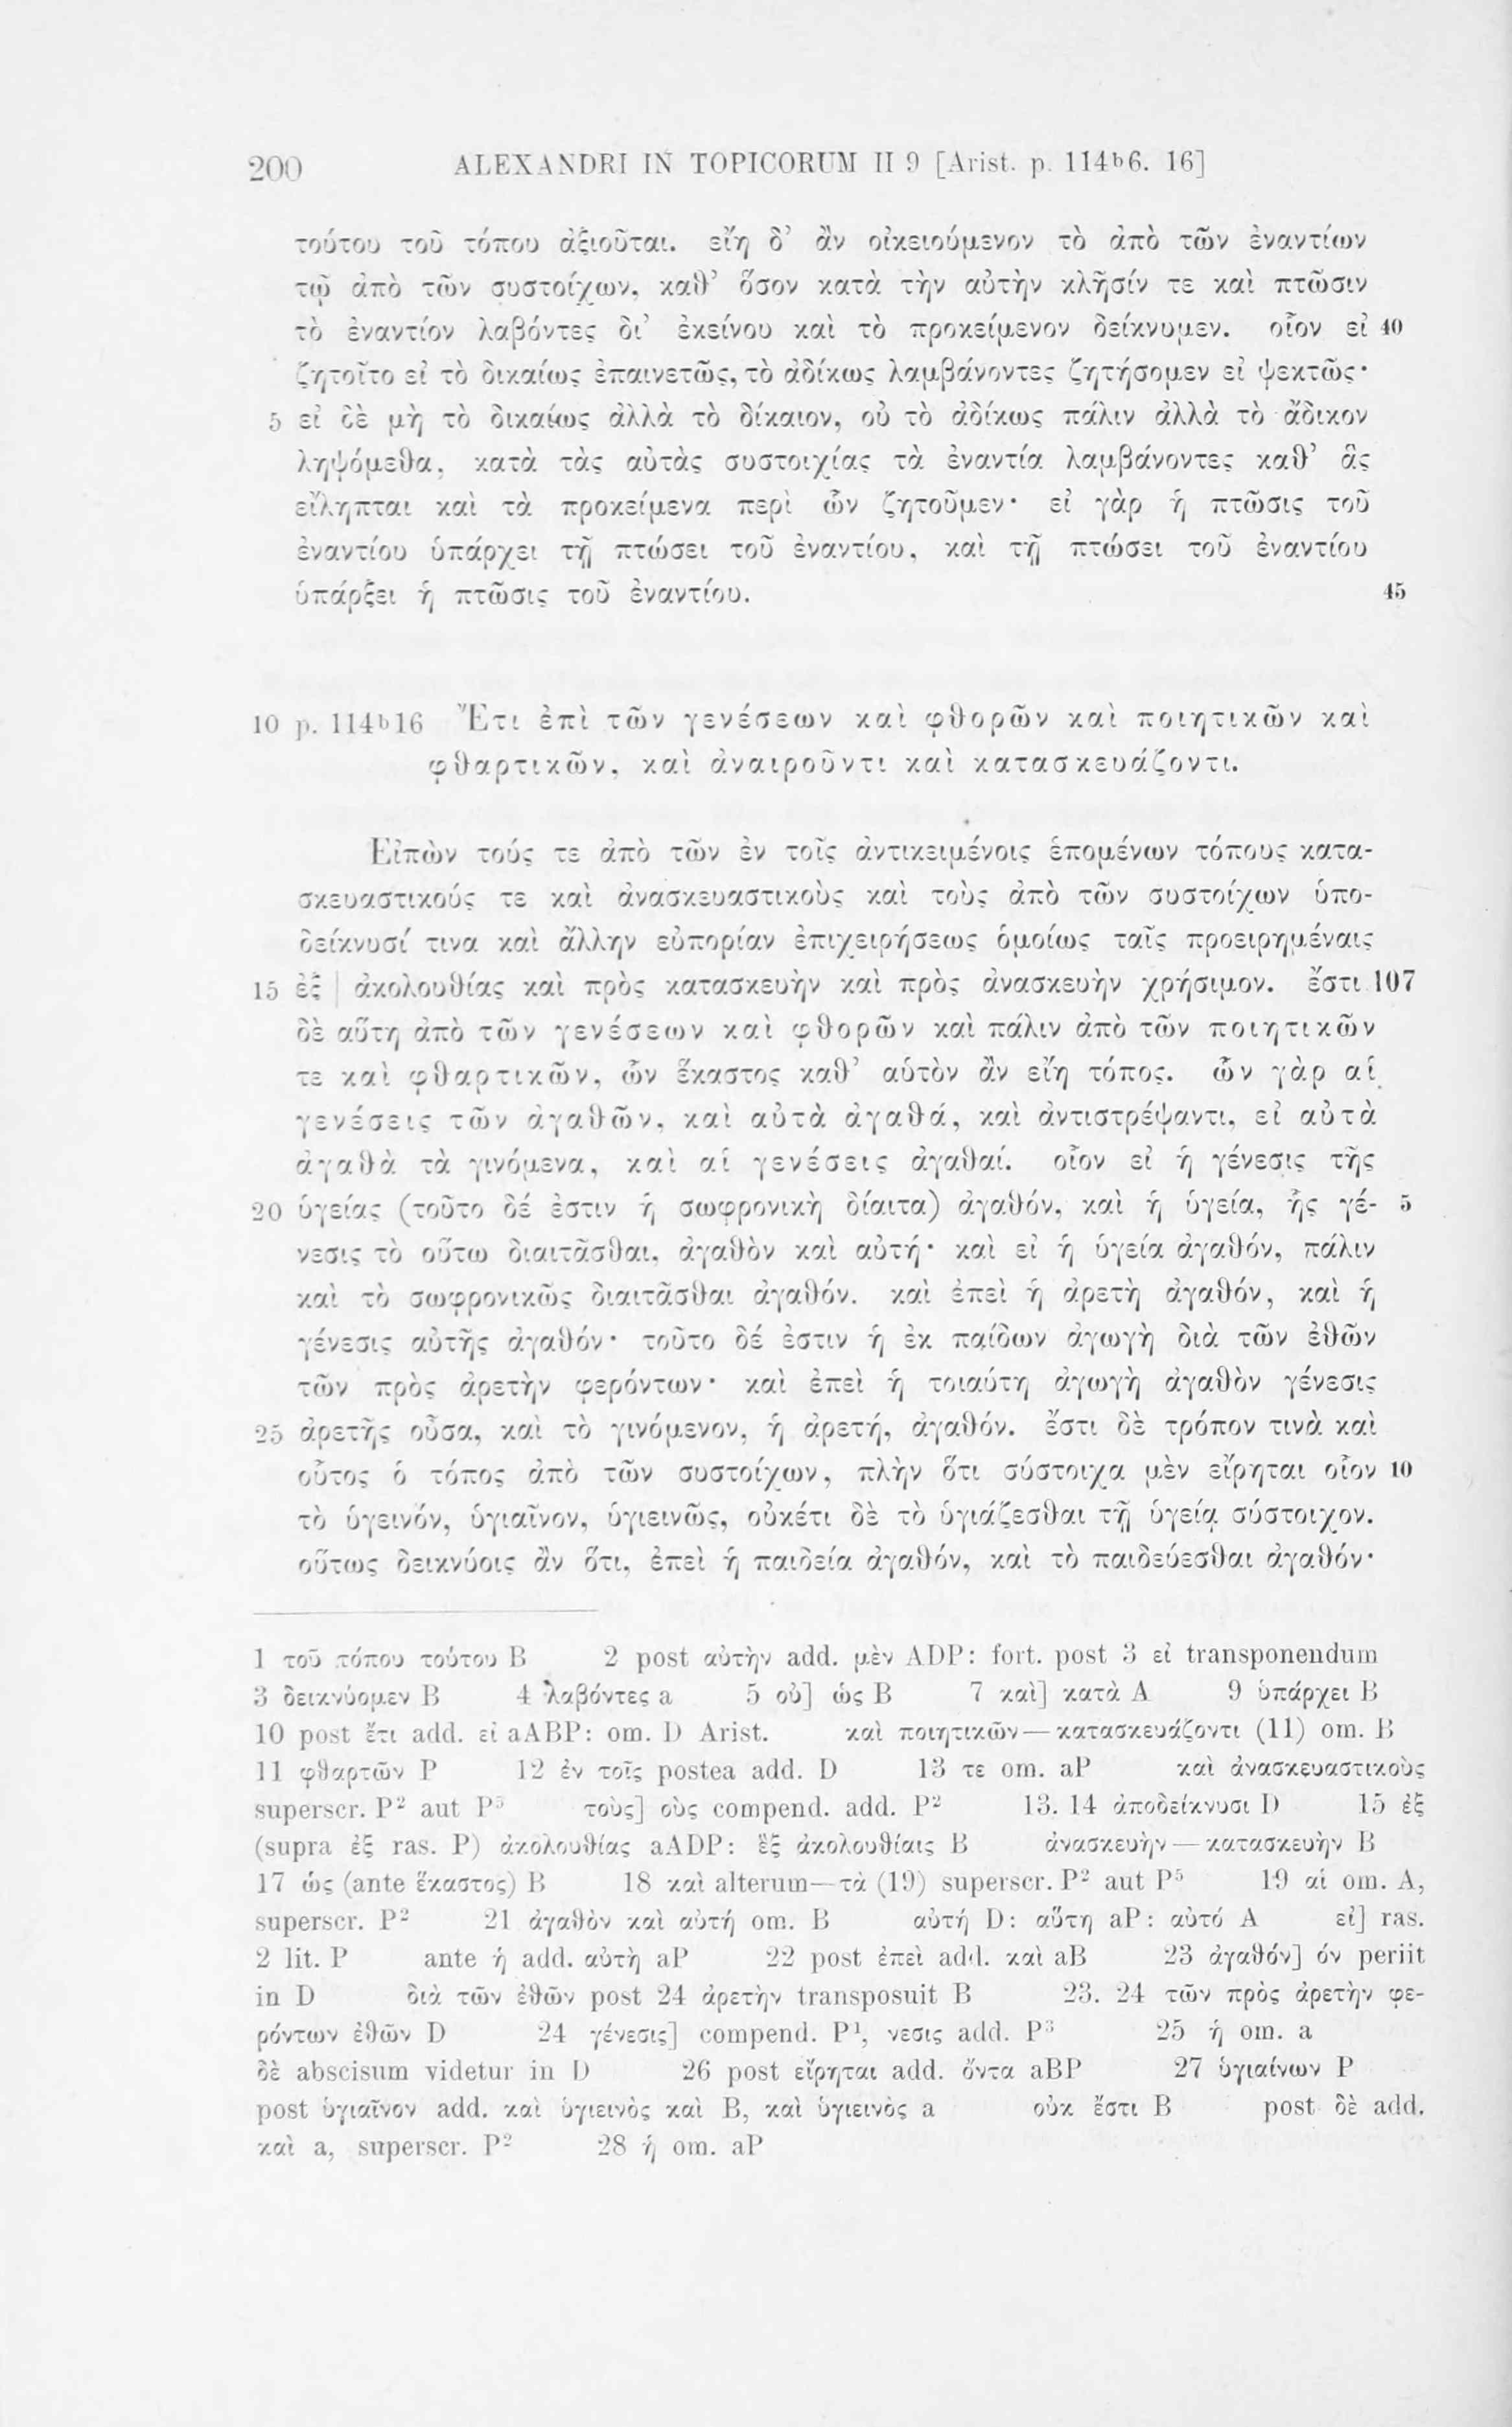 200 ALEXANDRI IN TOPICORUM II 9 [Arist. p. 114ᵇ6. 16]
τούτου τοῦ τόπου ἀξιοῦται. εἴη δ’ ἂν οἰκειούμενον τὸ ἀπὸ τῶν ἐναντίων
τῷ ἀπὸ τῶν συστοίχων, καθ’ ὅσον κατὰ τὴν αὐτὴν κλῆσίν τε καὶ πτῶσιν
τὸ ἐναντίον λαβόντες δι’ ἐκείνου καὶ τὸ προκείμενον δείκνυμεν. οἷον εἰ 40
ζητοῖτο εἰ τὸ δικαίως ἐπαινετῶς, τὸ ἀδίκως λαμβάνοντες ζητήσομεν εἰ ψεκτῶς·
5 εἰ δὲ μὴ τὸ δικαίως ἀλλὰ τὸ δίκαιον, οὐ τὸ ἀδίκως πάλιν ἀλλὰ τὸ ἄδικον
ληψόμεθα, κατὰ τὰς αὐτὰς συστοιχίας τὰ ἐναντία λαμβάνοντες καθ’ ἃς
εἴληπται καὶ τὰ προκείμενα περὶ ὧν ζητοῦμεν· εἰ γὰρ ἡ πτῶσις τοῦ
ἐναντίου ὑπάρχει τῇ πτώσει τοῦ ἐναντίου, καὶ τῇ πτώσει τοῦ ἐναντίου
ὑπάρξει ἡ πτῶσις τοῦ ἐναντίου. 45
10 p. 114ᵇ16 Ἔτι ἐπὶ τῶν γενέσεων καὶ φθορῶν καὶ ποιητικῶν καὶ
φθαρτικῶν, καὶ ἀναιροῦντι καὶ κατασκευάζοντι.
Εἰπὼν τούς τε ἀπὸ τῶν ἐν τοῖς ἀντικειμένοις ἑπομένων τόπους κατα-
σκευαστικούς τε καὶ ἀνασκευαστικοὺς καὶ τοὺς ἀπὸ τῶν συστοίχων ὑπο-
δείκνυσί τινα καὶ ἄλλην εὐπορίαν ἐπιχειρήσεως ὁμοίως ταῖς προειρημέναις
15 ἐξ | ἀκολουθίας καὶ πρὸς κατασκευὴν καὶ πρὸς ἀνασκευὴν χρήσιμον. ἔστι 107
δὲ αὕτη ἀπὸ τῶν γενέσεων καὶ φθορῶν καὶ πάλιν ἀπὸ τῶν ποιητικῶν
τε καὶ φθαρτικῶν, ὧν ἕκαστος καθ’ αὑτὸν ἂν εἴη τόπος. ὧν γὰρ αἱ
γενέσεις τῶν ἀγαθῶν, καὶ αὐτὰ ἀγαθά, καὶ ἀντιστρέψαντι, εἰ αὐτὰ
ἀγαθὰ τὰ γινόμενα, καὶ αἱ γενέσεις ἀγαθαί. οἷον εἰ ἡ γένεσις τῆς
20 ὑγείας (τοῦτο δέ ἐστιν ἡ σωφρονικὴ δίαιτα) ἀγαθόν, καὶ ἡ ὑγεία, ἧς γέ- 5
νεσις τὸ οὕτω διαιτᾶσθαι, ἀγαθὸν καὶ αὐτή· καὶ εἰ ἡ ὑγεία ἀγαθόν, πάλιν
καὶ τὸ σωφρονικῶς διαιτᾶσθαι ἀγαθόν. καὶ ἐπεὶ ἡ ἀρετὴ ἀγαθόν, καὶ ἡ
γένεσις αὐτῆς ἀγαθόν· τοῦτο δέ ἐστιν ἡ ἐκ παίδων ἀγωγὴ διὰ τῶν ἐθῶν
τῶν πρὸς ἀρετὴν φερόντων· καὶ ἐπεὶ ἡ τοιαύτη ἀγωγὴ ἀγαθὸν γένεσις
25 ἀρετῆς οὖσα, καὶ τὸ γινόμενον, ἡ ἀρετή, ἀγαθόν. ἔστι δὲ τρόπον τινὰ καὶ
οὗτος ὁ τόπος ἀπὸ τῶν συστοίχων, πλὴν ὅτι σύστοιχα μὲν εἴρηται οἷον 10
τὸ ὑγεινόν, ὑγιαῖνον, ὑγιεινῶς, οὐκέτι δὲ τὸ ὑγιάζεσθαι τῇ ὑγείᾳ σύστοιχον.
οὕτως δεικνύοις ἂν ὅτι, ἐπεὶ ἡ παιδεία ἀγαθόν, καὶ τὸ παιδεύεσθαι ἀγαθόν·
1 τοῦ τόπου τούτου B 2 post αὐτὴν add. μὲν ADP: fort. post 3 εἰ transponendum
3 δεικνύομεν B 4 λαβόντες a 5 οὐ] ὡς B 7 καὶ] κατὰ A 9 ὑπάρχει B
10 post ἔτι add. εἰ aABP: om. D Arist. καὶ ποιητικῶν — κατασκευάζοντι (11) om. B
11 φθαρτῶν P 12 ἐν τοῖς postea add. D 13 τε om. aP καὶ ἀνασκευαστικοὺς
superscr. P² aut P⁵ τοὺς] οὺς compend. add. P² 13. 14 ἀποδείκνυσι D 15 ἐξ
(supra ἐξ ras. P) ἀκολουθίας aADP: ἓξ ἀκολουθίαις B ἀνασκευὴν — κατασκευὴν B
17 ὡς (ante ἕκαστος) B 18 καὶ alterum — τὰ (19) superscr. P² aut P⁵ 19 αἱ om. A,
superscr. P² 21 ἀγαθὸν καὶ αὐτή om. B αὐτή D: αὕτη aP: αὐτό A εἰ] ras.
2 lit. P ante ἡ add. αὐτὴ aP 22 post ἐπεὶ add. καὶ aB 23 ἀγαθόν] όν periit
in D διὰ τῶν ἐθῶν post 24 ἀρετὴν transposuit B 23. 24 τῶν πρὸς ἀρετὴν φε-
ρόντων ἐθῶν D 24 γένεσις] compend. P¹, νεσις add. P³ 25 ἡ om. a
δὲ abscisum videtur in D 26 post εἴρηται add. ὄντα aBP 27 ὑγιαίνων P
post ὑγιαῖνον add. καὶ ὑγιεινὸς καὶ B, καὶ ὑγιεινὸς a οὐκ ἔστι B post δὲ add.
καὶ a, superscr. P² 28 ἡ om. aP